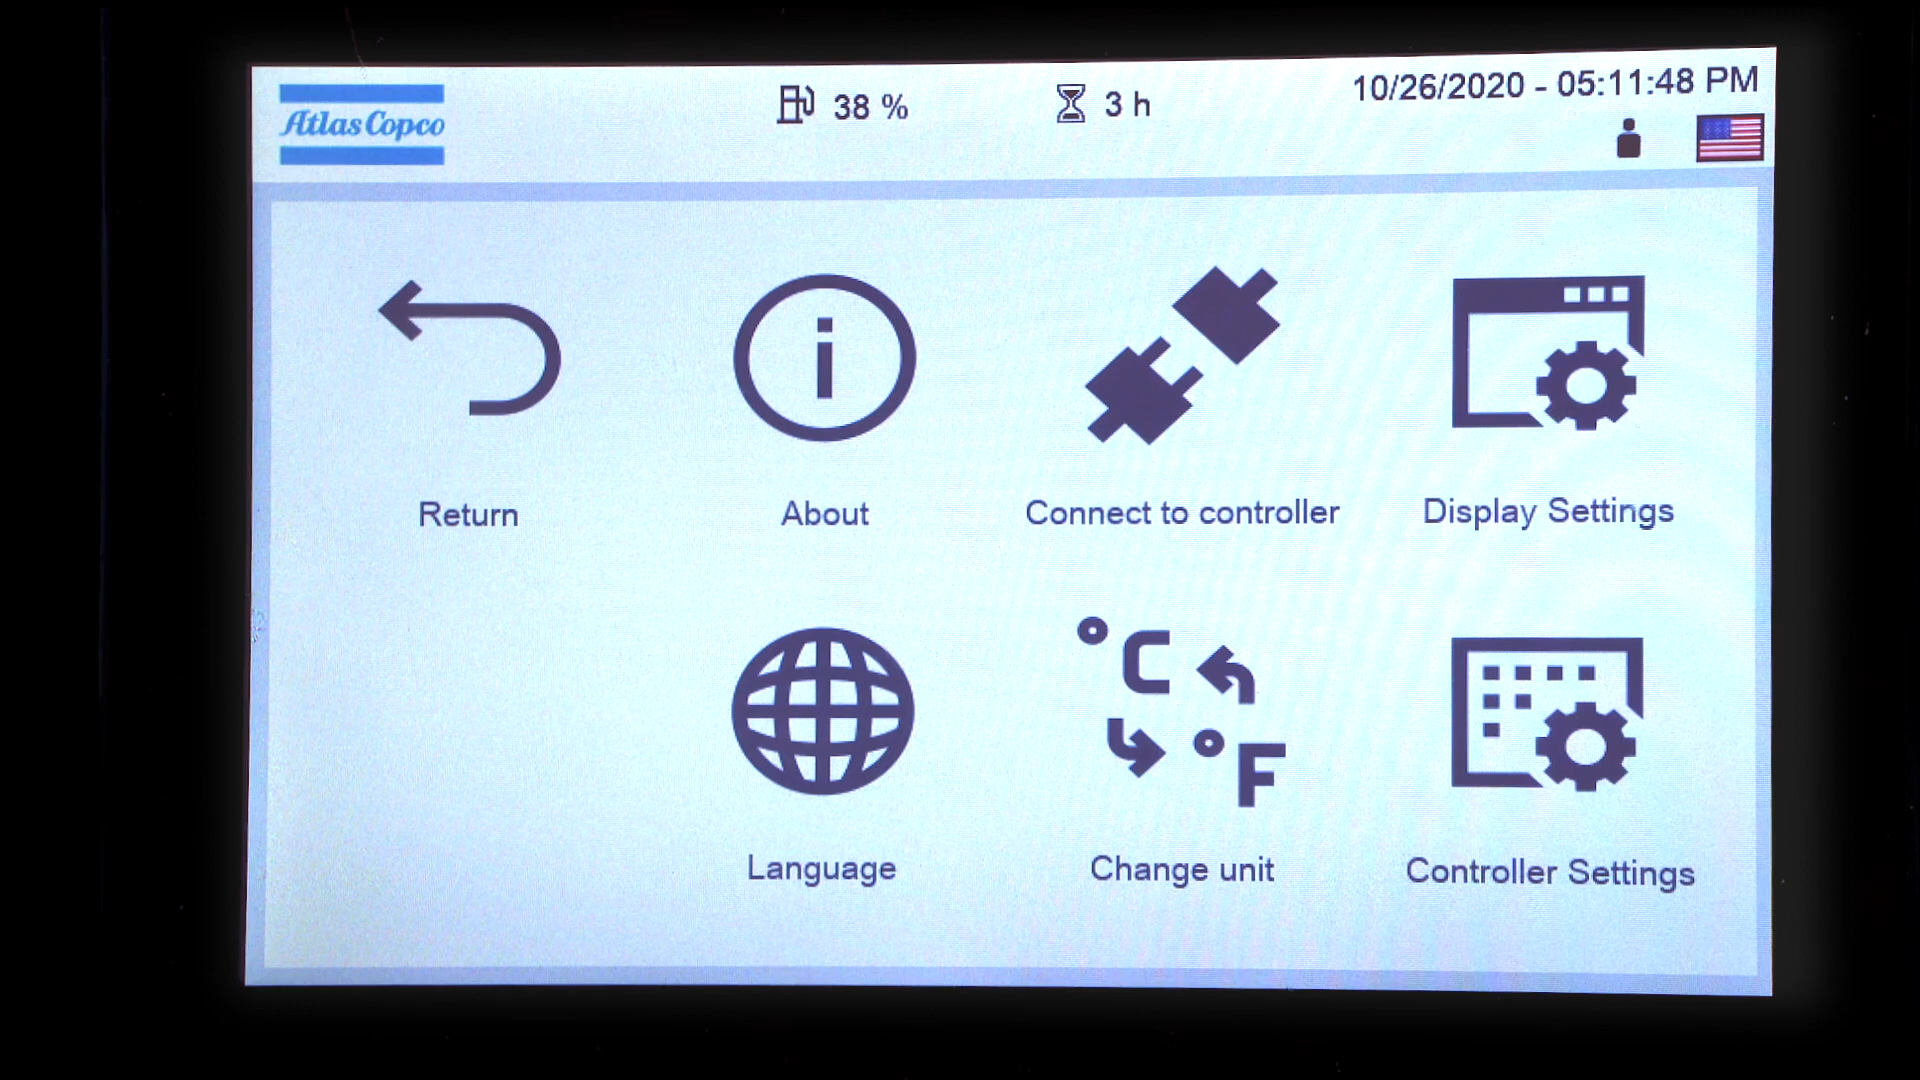 Atlas Copco
38 %
3 h
10/26/2020 - 05:11:48 PM
i
Return
About
Connect to controller
Display Settings
°C
°F
Language
Change unit
Controller Settings